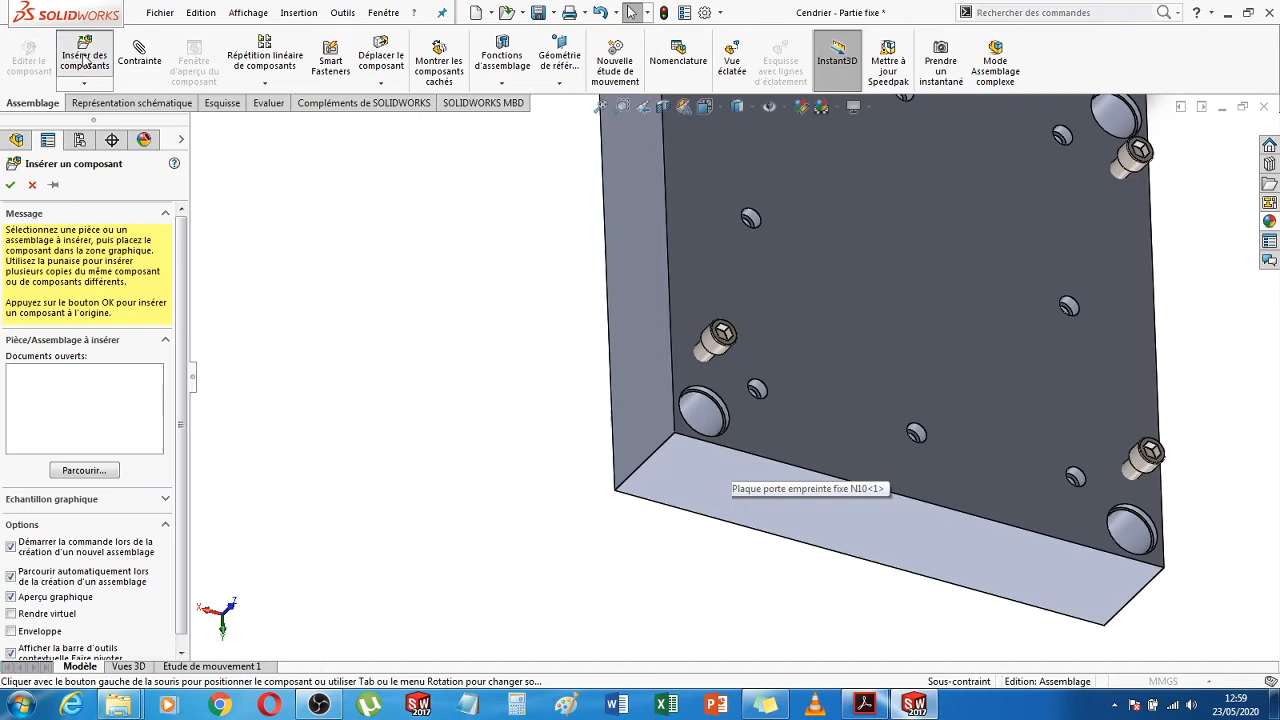 SOLIDWORKS
Fichier Edition Affichage Insertion Outils Fenêtre ?
Cendrier - Partie fixe *
Rechercher des commandes
?
Editer le composant
Insérer des composants
Contrainte
Fenêtre d'aperçu du composant
Répétition linéaire de composants
Smart Fasteners
Déplacer le composant
Montrer les composants cachés
Fonctions d'assemblage
Géométrie de référ...
Nouvelle étude de mouvement
Nomenclature
Vue éclatée
Esquisse avec lignes d'éclatement
Instant3D
Mettre à jour Speedpak
Prendre un instantané
Mode Assemblage complexe
Assemblage Représentation schématique Esquisse Evaluer Compléments de SOLIDWORKS SOLIDWORKS MBD
Insérer un composant
?
Message
Sélectionnez une pièce ou un
assemblage à insérer, puis placez le
composant dans la zone graphique.
Utilisez la punaise pour insérer
plusieurs copies du même composant
ou de composants différents.
Appuyez sur le bouton OK pour insérer
un composant à l'origine.
Pièce/Assemblage à insérer
Documents ouverts:
Parcourir...
Echantillon graphique
Options
Démarrer la commande lors de la
création d'un nouvel assemblage
Parcourir automatiquement lors
de la création d'un assemblage
Aperçu graphique
Rendre virtuel
Enveloppe
Afficher la barre d'outils
contextuelle Faire pivoter
Plaque porte empreinte fixe N10<1>
X
Z
Y
Modèle Vues 3D Etude de mouvement 1
Cliquer avec le bouton gauche de la souris pour positionner le composant ou utiliser Tab ou le menu Rotation pour changer so...
Sous-contraint
Edition: Assemblage
MMGS
SW
2017
SW
2017
12:59
23/05/2020